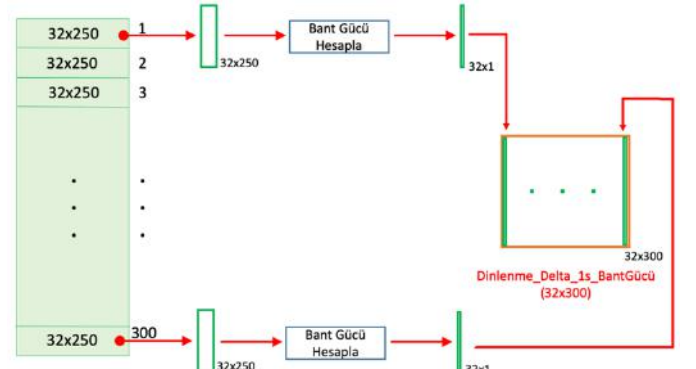 32x250
1
32x250
2
32x250
3
32x250
Bant Gücü
Hesapla
32x1
32x300
Dinlenme_Delta_1s_BantGücü
(32x300)
32x250
300
32x250
Bant Gücü
Hesapla
32x1